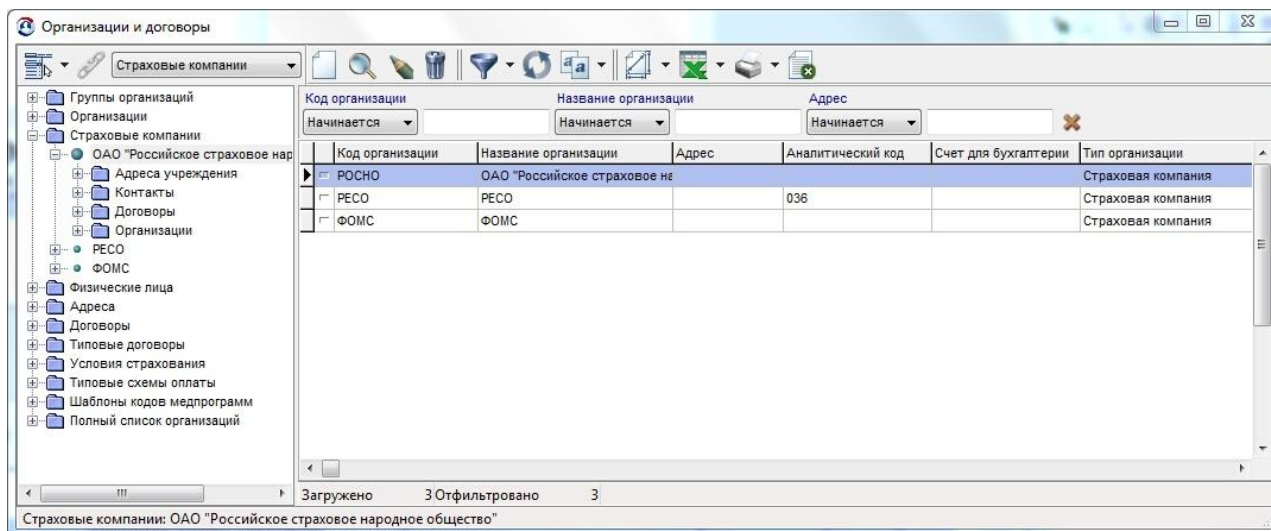 Организации и договоры
Страховые компании
Группы организаций
Организации
Страховые компании
ОАО "Российское страховое нар
Адреса учреждения
Контакты
Договоры
Организации
РЕСО
ФОМС
Физические лица
Адреса
Договоры
Типовые договоры
Условия страхования
Типовые схемы оплаты
Шаблоны кодов медпрограмм
Полный список организаций
Код организации Название организации Адрес
Начинается Начинается Начинается
Код организации Название организации Адрес Аналитический код Счет для бухгалтерии Тип организации
РОСНО ОАО "Российское страховое на Страховая компания
РЕСО РЕСО 036 Страховая компания
ФОМС ФОМС Страховая компания
Загружено 3 Отфильтровано 3
Страховые компании: ОАО "Российское страховое народное общество"